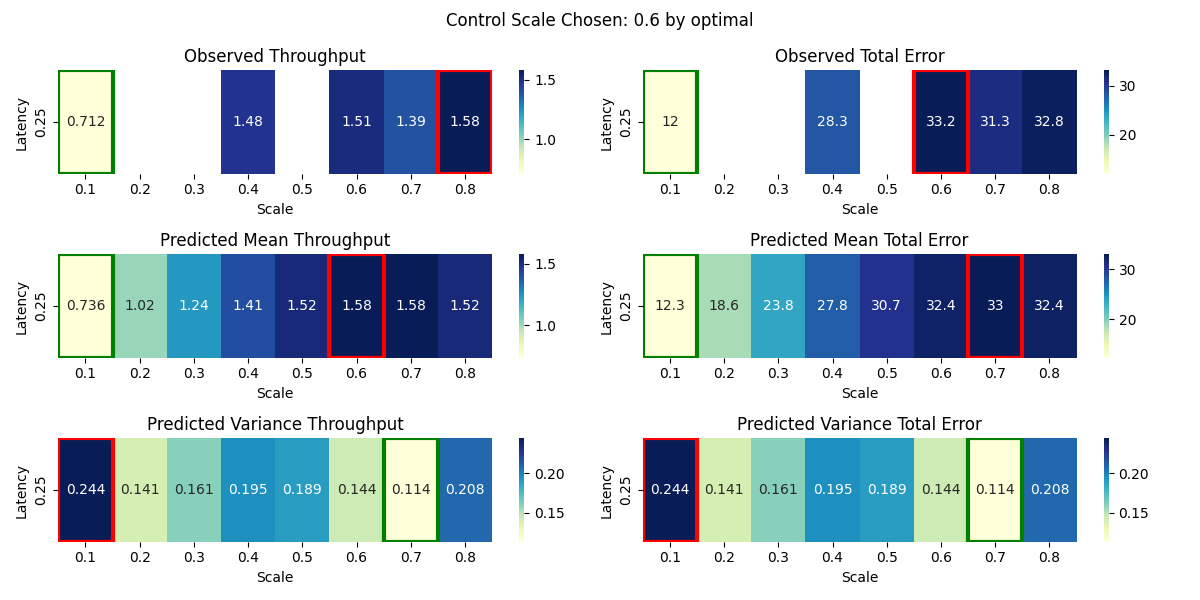 Control Scale Chosen: 0.6 by optimal
Observed Throughput
Latency
0.25
0.712
1.48
1.51
1.39
1.58
0.1 0.2 0.3 0.4 0.5 0.6 0.7 0.8
Scale
1.5
1.0
Observed Total Error
Latency
0.25
12
28.3
33.2
31.3
32.8
0.1 0.2 0.3 0.4 0.5 0.6 0.7 0.8
Scale
30
20
Predicted Mean Throughput
Latency
0.25
0.736 1.02 1.24 1.41 1.52 1.58 1.58 1.52
0.1 0.2 0.3 0.4 0.5 0.6 0.7 0.8
Scale
1.5
1.0
Predicted Mean Total Error
Latency
0.25
12.3 18.6 23.8 27.8 30.7 32.4 33 32.4
0.1 0.2 0.3 0.4 0.5 0.6 0.7 0.8
Scale
30
20
Predicted Variance Throughput
Latency
0.25
0.244 0.141 0.161 0.195 0.189 0.144 0.114 0.208
0.1 0.2 0.3 0.4 0.5 0.6 0.7 0.8
Scale
0.20
0.15
Predicted Variance Total Error
Latency
0.25
0.244 0.141 0.161 0.195 0.189 0.144 0.114 0.208
0.1 0.2 0.3 0.4 0.5 0.6 0.7 0.8
Scale
0.20
0.15